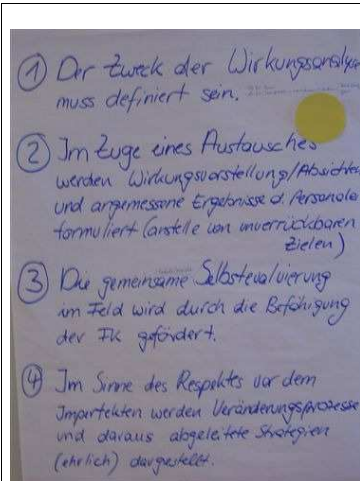 ① Der Zweck der Wirkungsanalyse
muss definiert sein.
② Im Zuge eines Austausches
werden Wirkungsvorstellung/Absichten
und angemessene Ergebnisse d. Personale
formuliert (anstelle von unverrückbaren
Zielen)
③ Die gemeinsame Selbstevaluierung
im Feld wird durch die Befähigung
der FK gefördert.
④ Im Sinne des Respektes vor dem
Imperfekten werden Veränderungsprozesse
und daraus abgeleitete Strategien
(ehrlich) dargestellt.